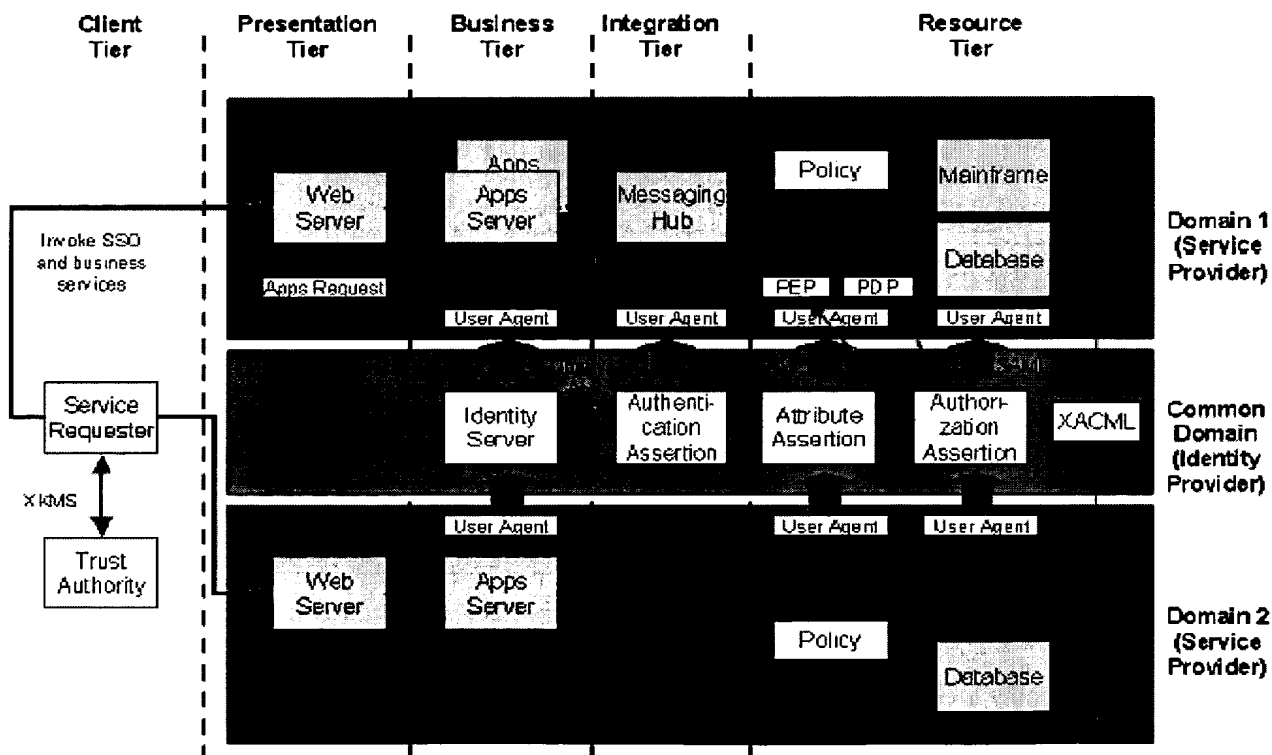 Client
Tier
Presentation
Tier
Business
Tier
Integration
Tier
Resource
Tier
Web
Server
Apps
Apps
Server
Messaging
Hub
Policy
Mainframe
Database
Domain 1
(Service
Provider)
Invoke SSO
and business
services
Apps Request
PEP
PDP
User Agent
User Agent
User Agent
User Agent
Service
Requester
Identity
Server
Authenti-
cation
Assertion
Attribute
Assertion
Authori-
zation
Assertion
XACML
Common
Domain
(Identity
Provider)
XKMS
Trust
Authority
User Agent
User Agent
User Agent
Web
Server
Apps
Server
Policy
Database
Domain 2
(Service
Provider)